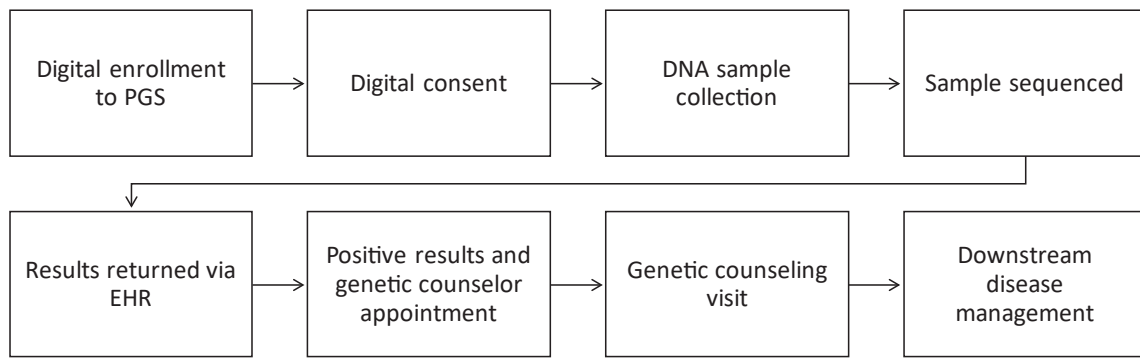 Digital enrollment
to PGS
Digital consent
DNA sample
collection
Sample sequenced
Results returned via
EHR
Positive results and
genetic counselor
appointment
Genetic counseling
visit
Downstream
disease
management